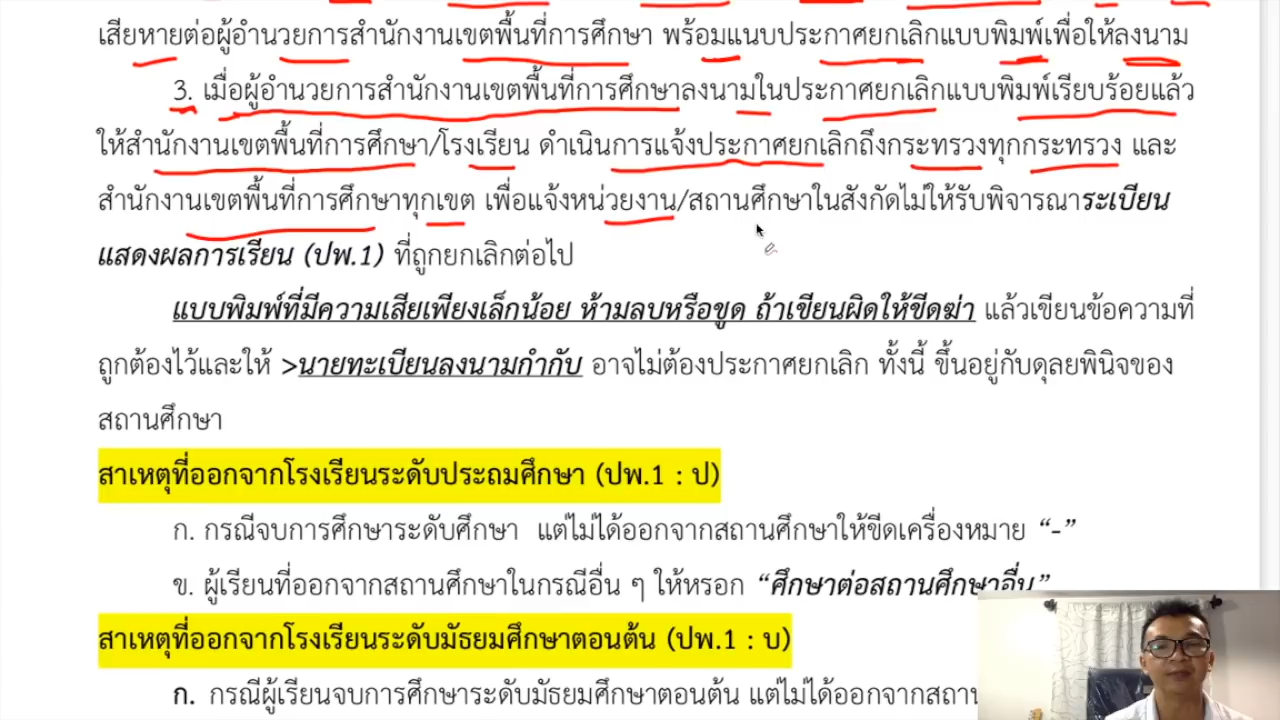 เสียหายต่อผู้อำนวยการสำนักงานเขตพื้นที่การศึกษา พร้อมแนบประกาศยกเลิกแบบพิมพ์เพื่อให้ลงนาม
3. เมื่อผู้อำนวยการสำนักงานเขตพื้นที่การศึกษาลงนามในประกาศยกเลิกแบบพิมพ์เรียบร้อยแล้ว
ให้สำนักงานเขตพื้นที่การศึกษา/โรงเรียน ดำเนินการแจ้งประกาศยกเลิกถึงกระทรวงทุกกระทรวง และ
สำนักงานเขตพื้นที่การศึกษาทุกเขต เพื่อแจ้งหน่วยงาน/สถานศึกษาในสังกัดไม่ให้รับพิจารณาระเบียน
แสดงผลการเรียน (ปพ.1) ที่ถูกยกเลิกต่อไป
แบบพิมพ์ที่มีความเสียเพียงเล็กน้อย ห้ามลบหรือขูด ถ้าเขียนผิดให้ขีดฆ่า แล้วเขียนข้อความที่
ถูกต้องไว้และให้ >นายทะเบียนลงนามกำกับ อาจไม่ต้องประกาศยกเลิก ทั้งนี้ ขึ้นอยู่กับดุลยพินิจของ
สถานศึกษา
สาเหตุที่ออกจากโรงเรียนระดับประถมศึกษา (ปพ.1 : ป)
ก. กรณีจบการศึกษาระดับศึกษา แต่ไม่ได้ออกจากสถานศึกษาให้ขีดเครื่องหมาย “-”
ข. ผู้เรียนที่ออกจากสถานศึกษาในกรณีอื่น ๆ ให้หรอก “ศึกษาต่อสถานศึกษาอื่น”
สาเหตุที่ออกจากโรงเรียนระดับมัธยมศึกษาตอนต้น (ปพ.1 : บ)
ก. กรณีผู้เรียนจบการศึกษาระดับมัธยมศึกษาตอนต้น แต่ไม่ได้ออกจากสถาน